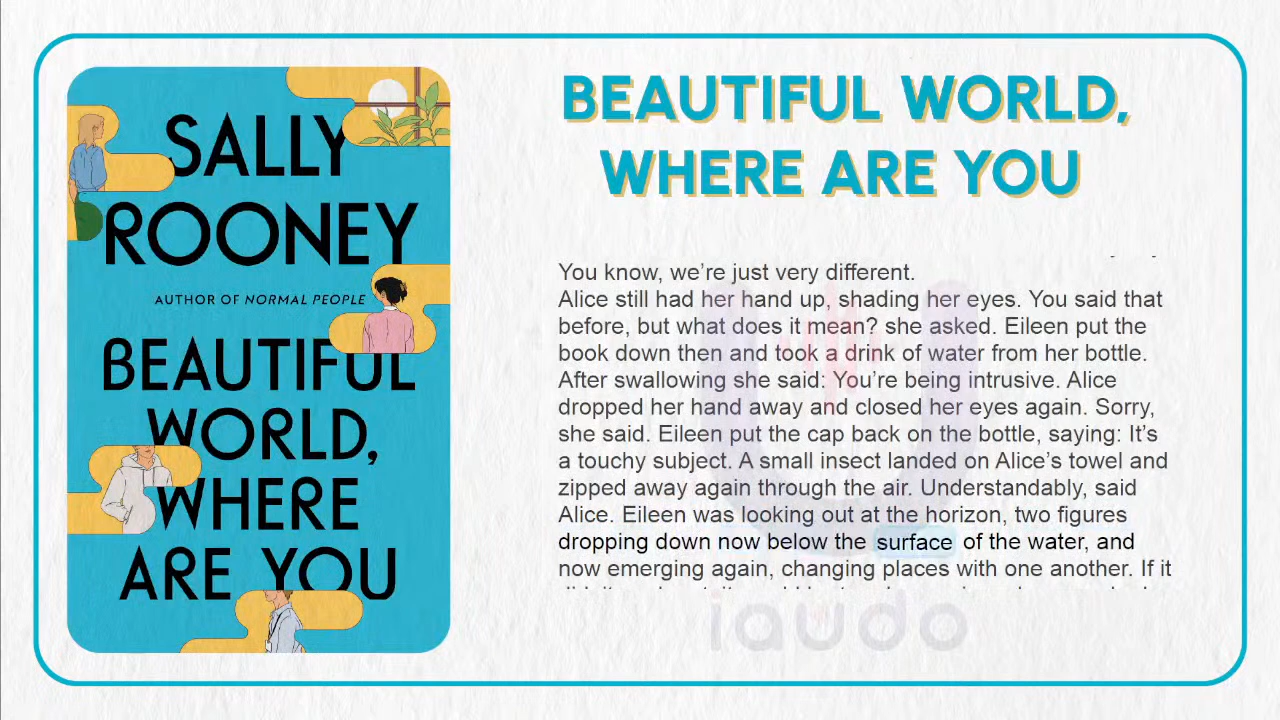 SALLY
ROONEY
AUTHOR OF NORMAL PEOPLE
BEAUTIFUL
WORLD,
WHERE
ARE YOU
BEAUTIFUL WORLD,
WHERE ARE YOU
You know, we're just very different.
Alice still had her hand up, shading her eyes. You said that
before, but what does it mean? she asked. Eileen put the
book down then and took a drink of water from her bottle.
After swallowing she said: You're being intrusive. Alice
dropped her hand away and closed her eyes again. Sorry,
she said. Eileen put the cap back on the bottle, saying: It's
a touchy subject. A small insect landed on Alice's towel and
zipped away again through the air. Understandably, said
Alice. Eileen was looking out at the horizon, two figures
dropping down now below the surface of the water, and
now emerging again, changing places with one another. If it
iaudo